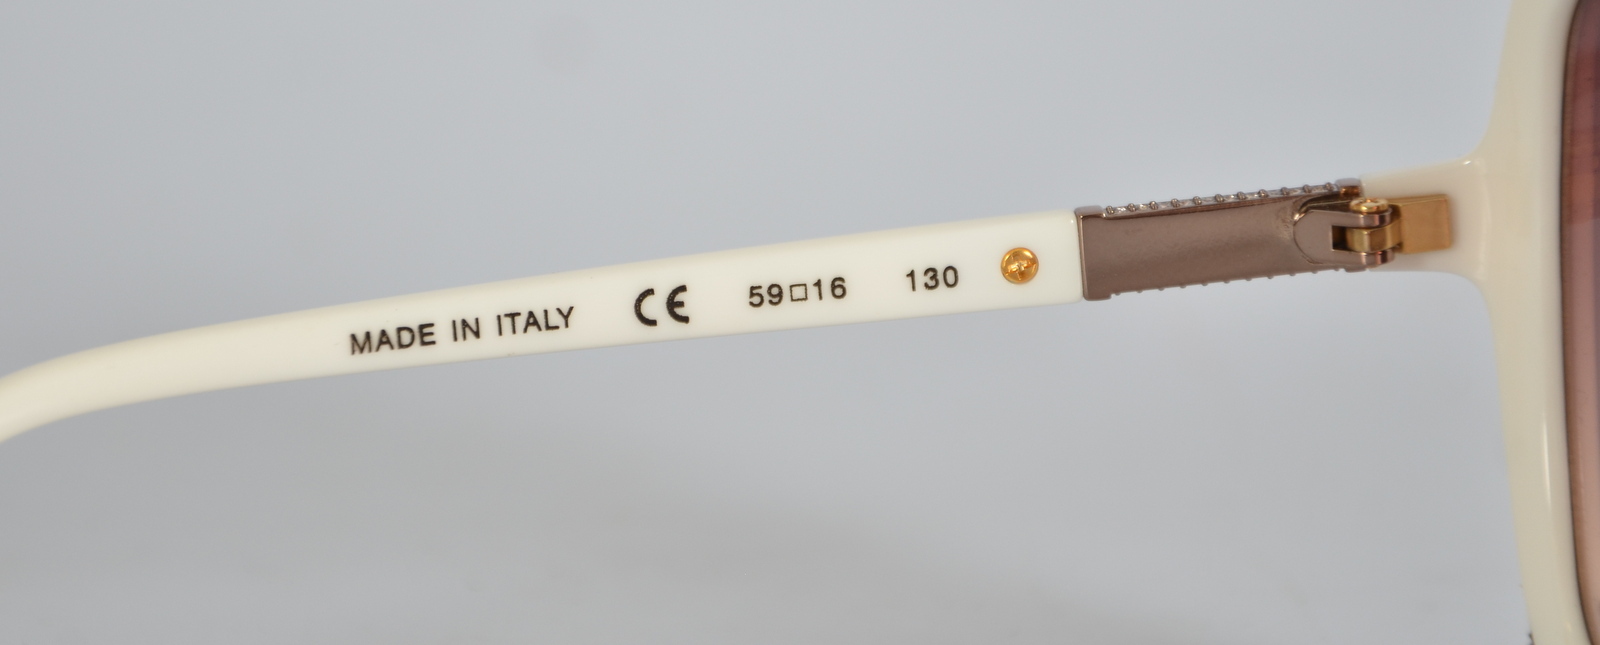 MADE IN ITALY CE 59□16 130